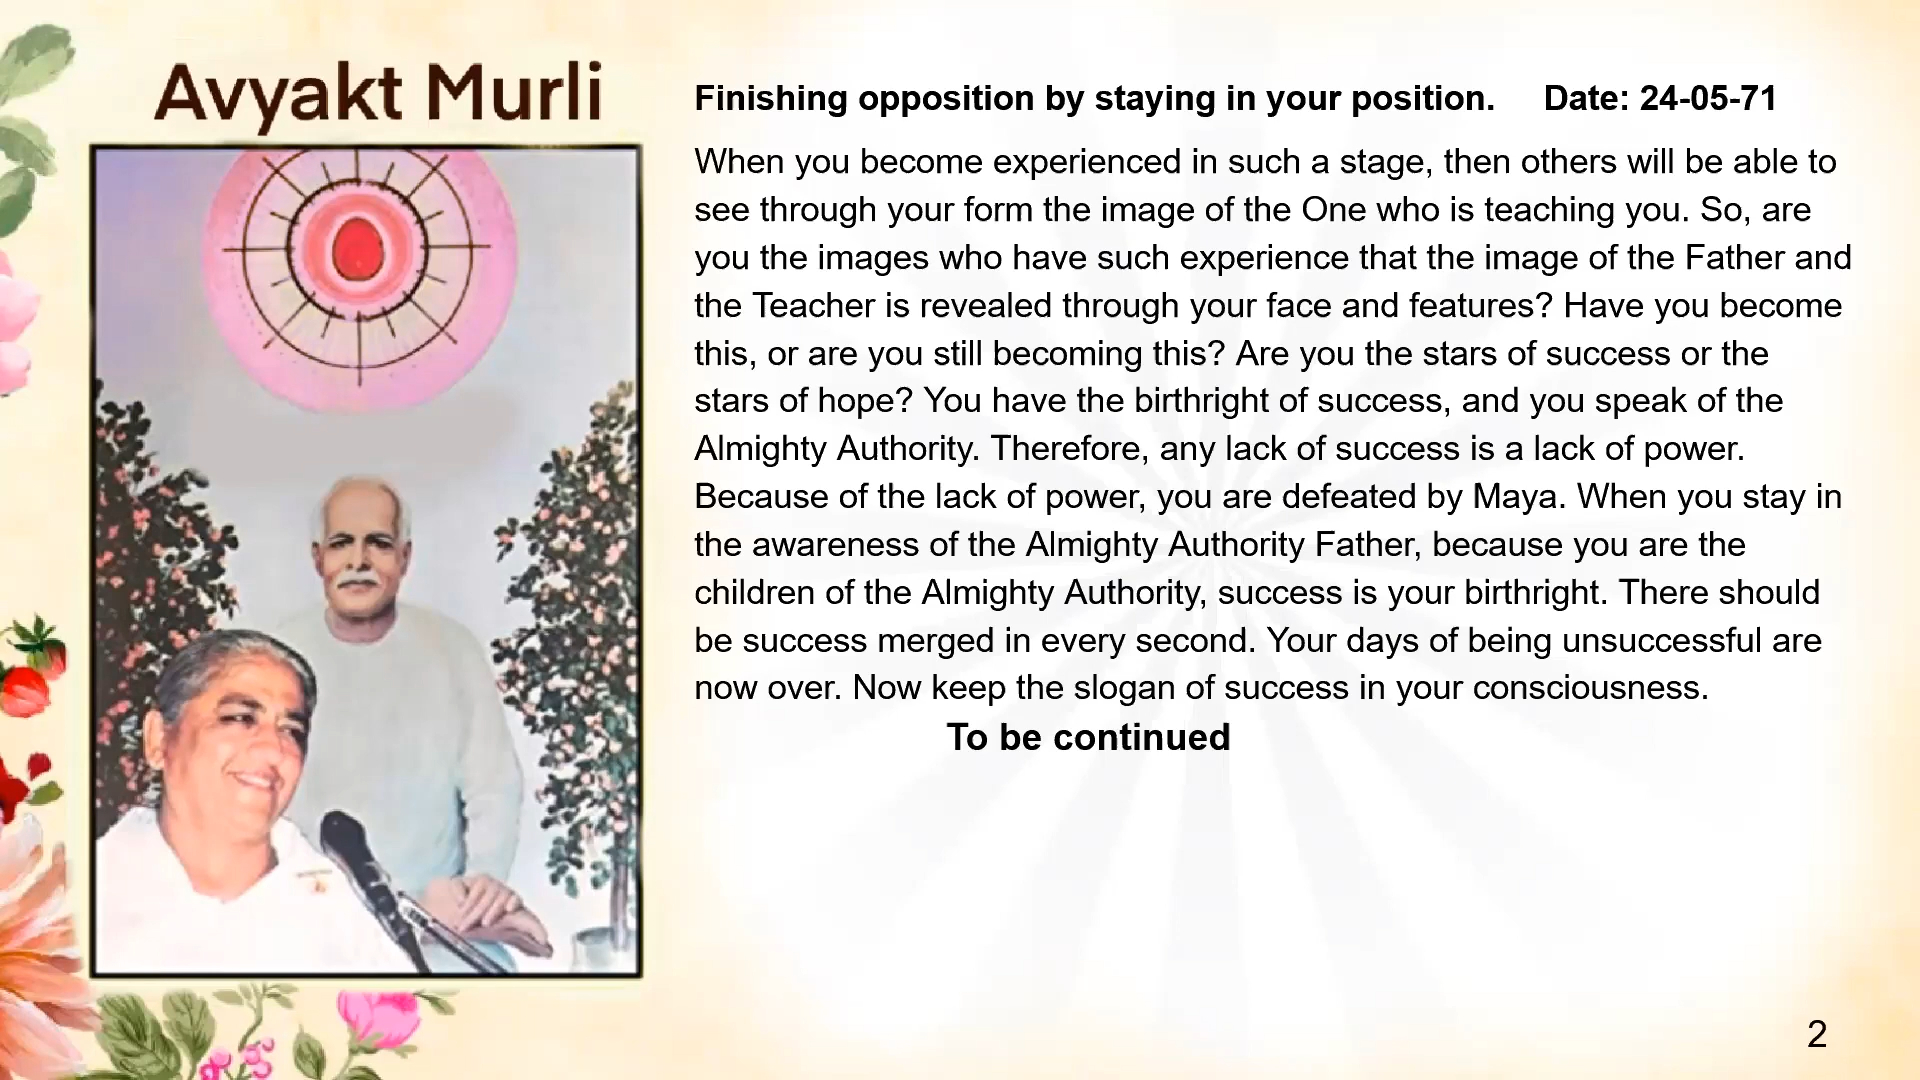 Avyakt Murli
Finishing opposition by staying in your position. Date: 24-05-71
When you become experienced in such a stage, then others will be able to
see through your form the image of the One who is teaching you. So, are
you the images who have such experience that the image of the Father and
the Teacher is revealed through your face and features? Have you become
this, or are you still becoming this? Are you the stars of success or the
stars of hope? You have the birthright of success, and you speak of the
Almighty Authority. Therefore, any lack of success is a lack of power.
Because of the lack of power, you are defeated by Maya. When you stay in
the awareness of the Almighty Authority Father, because you are the
children of the Almighty Authority, success is your birthright. There should
be success merged in every second. Your days of being unsuccessful are
now over. Now keep the slogan of success in your consciousness.
To be continued
2